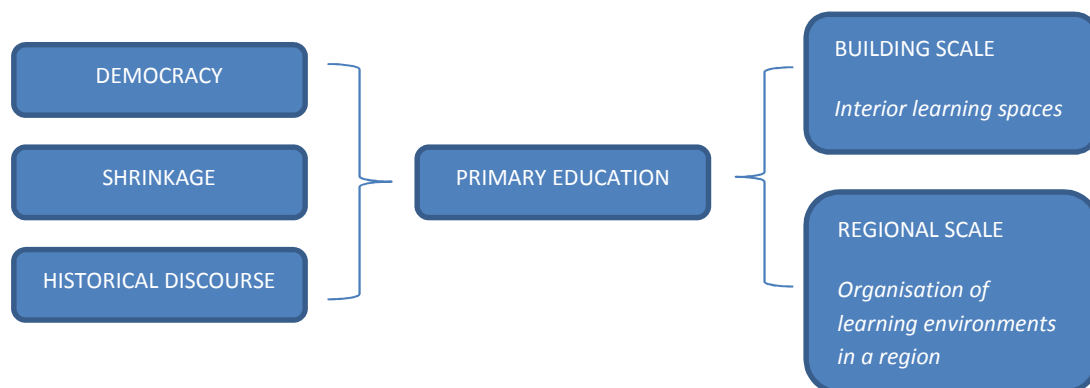 DEMOCRACY
SHRINKAGE
HISTORICAL DISCOURSE
PRIMARY EDUCATION
BUILDING SCALE
Interior learning spaces
REGIONAL SCALE
Organisation of
learning environments
in a region